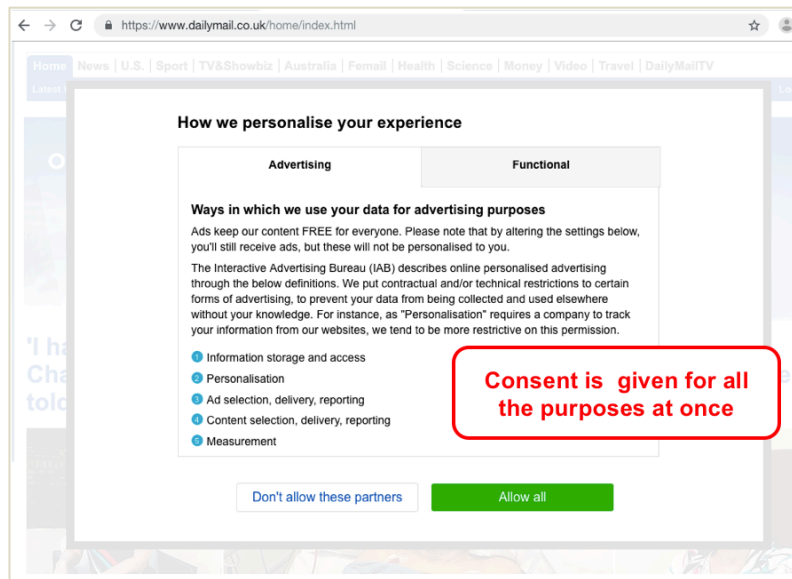 https://www.dailymail.co.uk/home/index.html
Home News | U.S. | Sport | TV&Showbiz | Australia | Femail | Health | Science | Money | Video | Travel | DailyMailTV
Latest
Lo
O
How we personalise your experience
Advertising
Functional
Ways in which we use your data for advertising purposes
Ads keep our content FREE for everyone. Please note that by altering the settings below,
you'll still receive ads, but these will not be personalised to you.
The Interactive Advertising Bureau (IAB) describes online personalised advertising
through the below definitions. We put contractual and/or technical restrictions to certain
forms of advertising, to prevent your data from being collected and used elsewhere
without your knowledge. For instance, as "Personalisation" requires a company to track
your information from our websites, we tend to be more restrictive on this permission.
1 Information storage and access
2 Personalisation
3 Ad selection, delivery, reporting
4 Content selection, delivery, reporting
5 Measurement
'I ha
Cha
told
Consent is given for all
the purposes at once
Don't allow these partners
Allow all